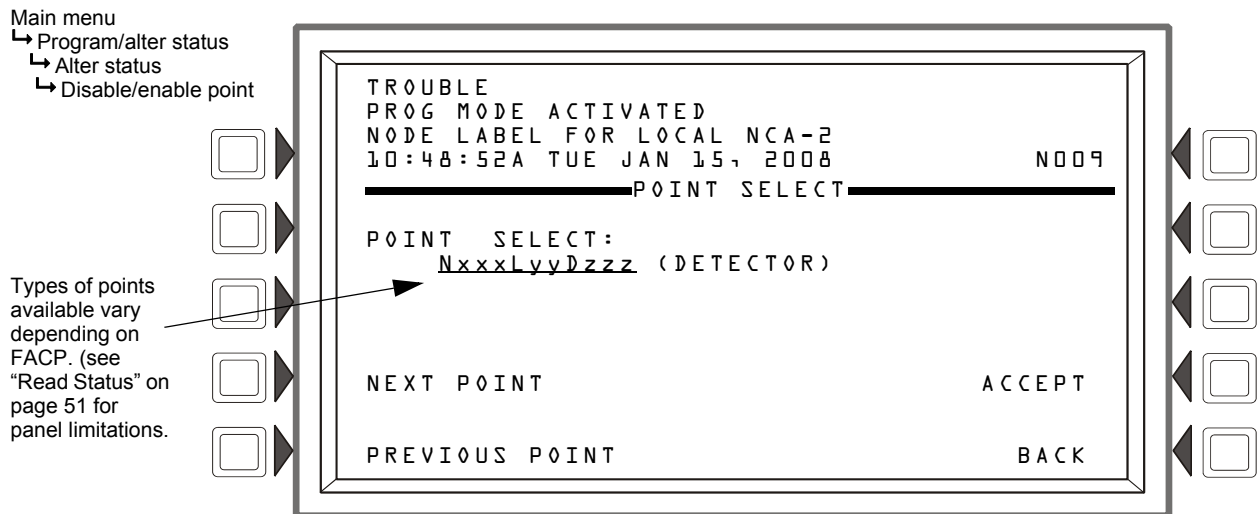 Main menu
Program/alter status
Alter status
Disable/enable point
TROUBLE
PROG MODE ACTIVATED
NODE LABEL FOR LOCAL NCA-2
10:48:52A TUE JAN 15, 2008 N009
POINT SELECT
POINT SELECT:
NxxxLyyDzzz (DETECTOR)
Types of points
available vary
depending on
FACP. (see
“Read Status” on
page 51 for
panel limitations.
NEXT POINT ACCEPT
PREVIOUS POINT BACK